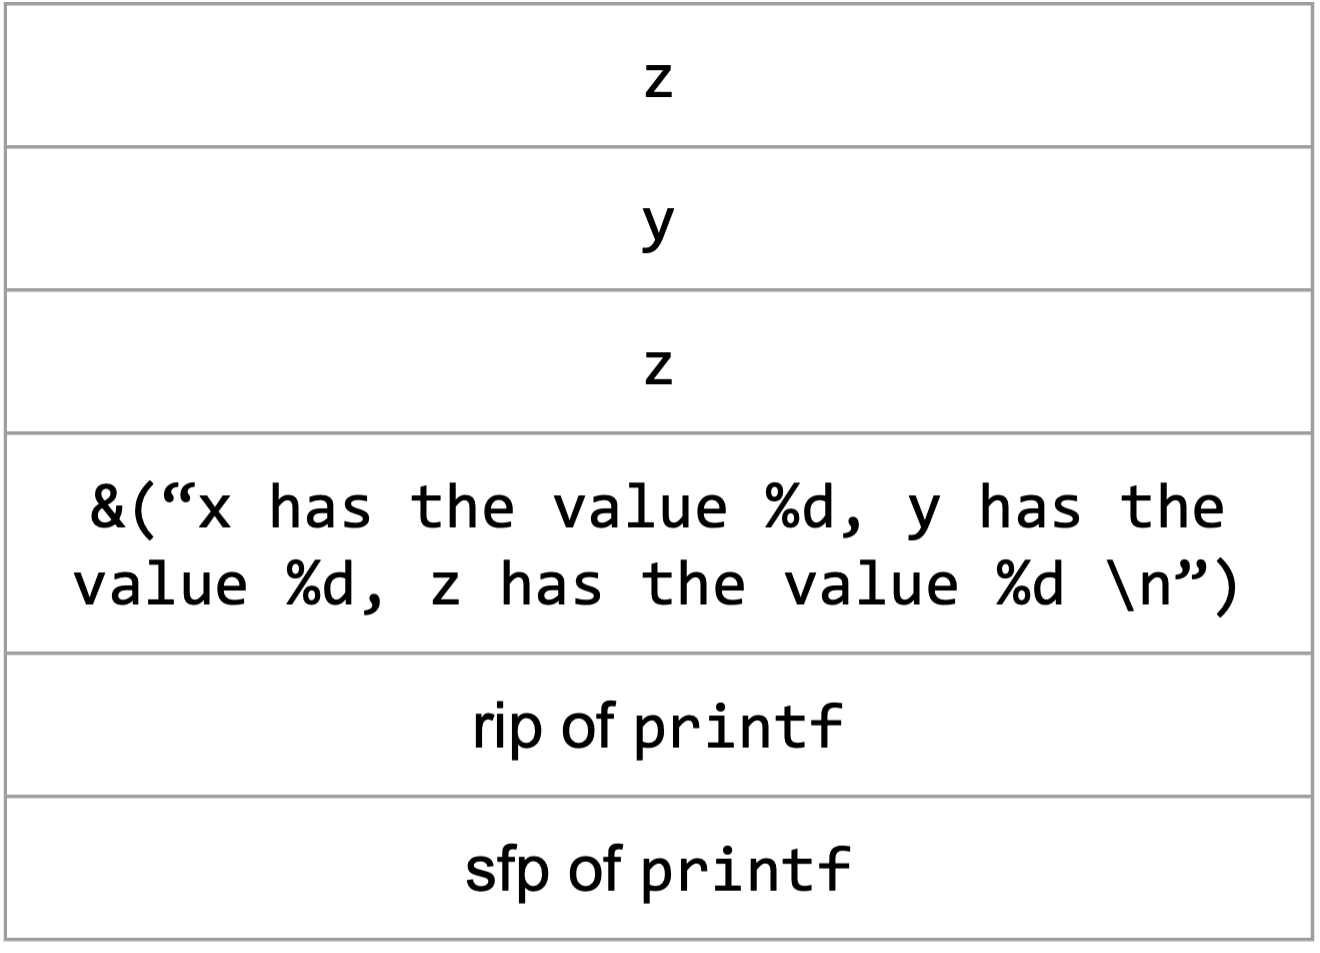 z
y
z
&(“x has the value %d, y has the
value %d, z has the value %d \n”)
rip of printf
sfp of printf